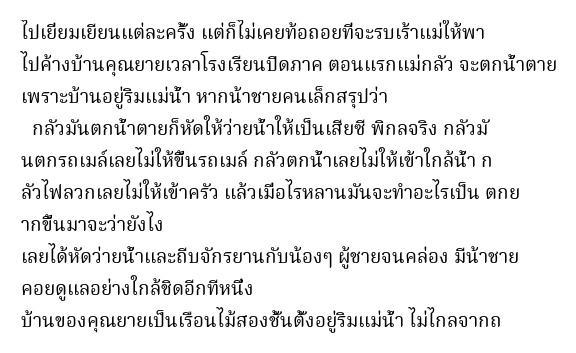 ไปเยี่ยมเยียนแต่ละครั้ง แต่ก็ไม่เคยท้อถอยที่จะรบเร้าแม่ให้พา
ไปค้างบ้านคุณยายเวลาโรงเรียนปิดภาค ตอนแรกแม่กลัว จะตกน้ำตาย
เพราะบ้านอยู่ริมแม่น้ำ หากน้าชายคนเล็กสรุปว่า
กลัวมันตกน้ำตายก็หัดให้ว่ายน้ำให้เป็นเสียซี พิกลจริง กลัวมั
นตกรถเมล์เลยไม่ให้ขึ้นรถเมล์ กลัวตกน้ำเลยไม่ให้เข้าใกล้น้ำ ก
ลัวไฟลวกเลยไม่ให้เข้าครัว แล้วเมื่อไรหลานมันจะทำอะไรเป็น ตกย
ากขึ้นมาจะว่ายังไง
เลยได้หัดว่ายน้ำและถีบจักรยานกับน้องๆ ผู้ชายจนคล่อง มีน้าชาย
คอยดูแลอย่างใกล้ชิดอีกทีหนึ่ง
บ้านของคุณยายเป็นเรือนไม้สองชั้นตั้งอยู่ริมแม่น้ำ ไม่ไกลจากถ